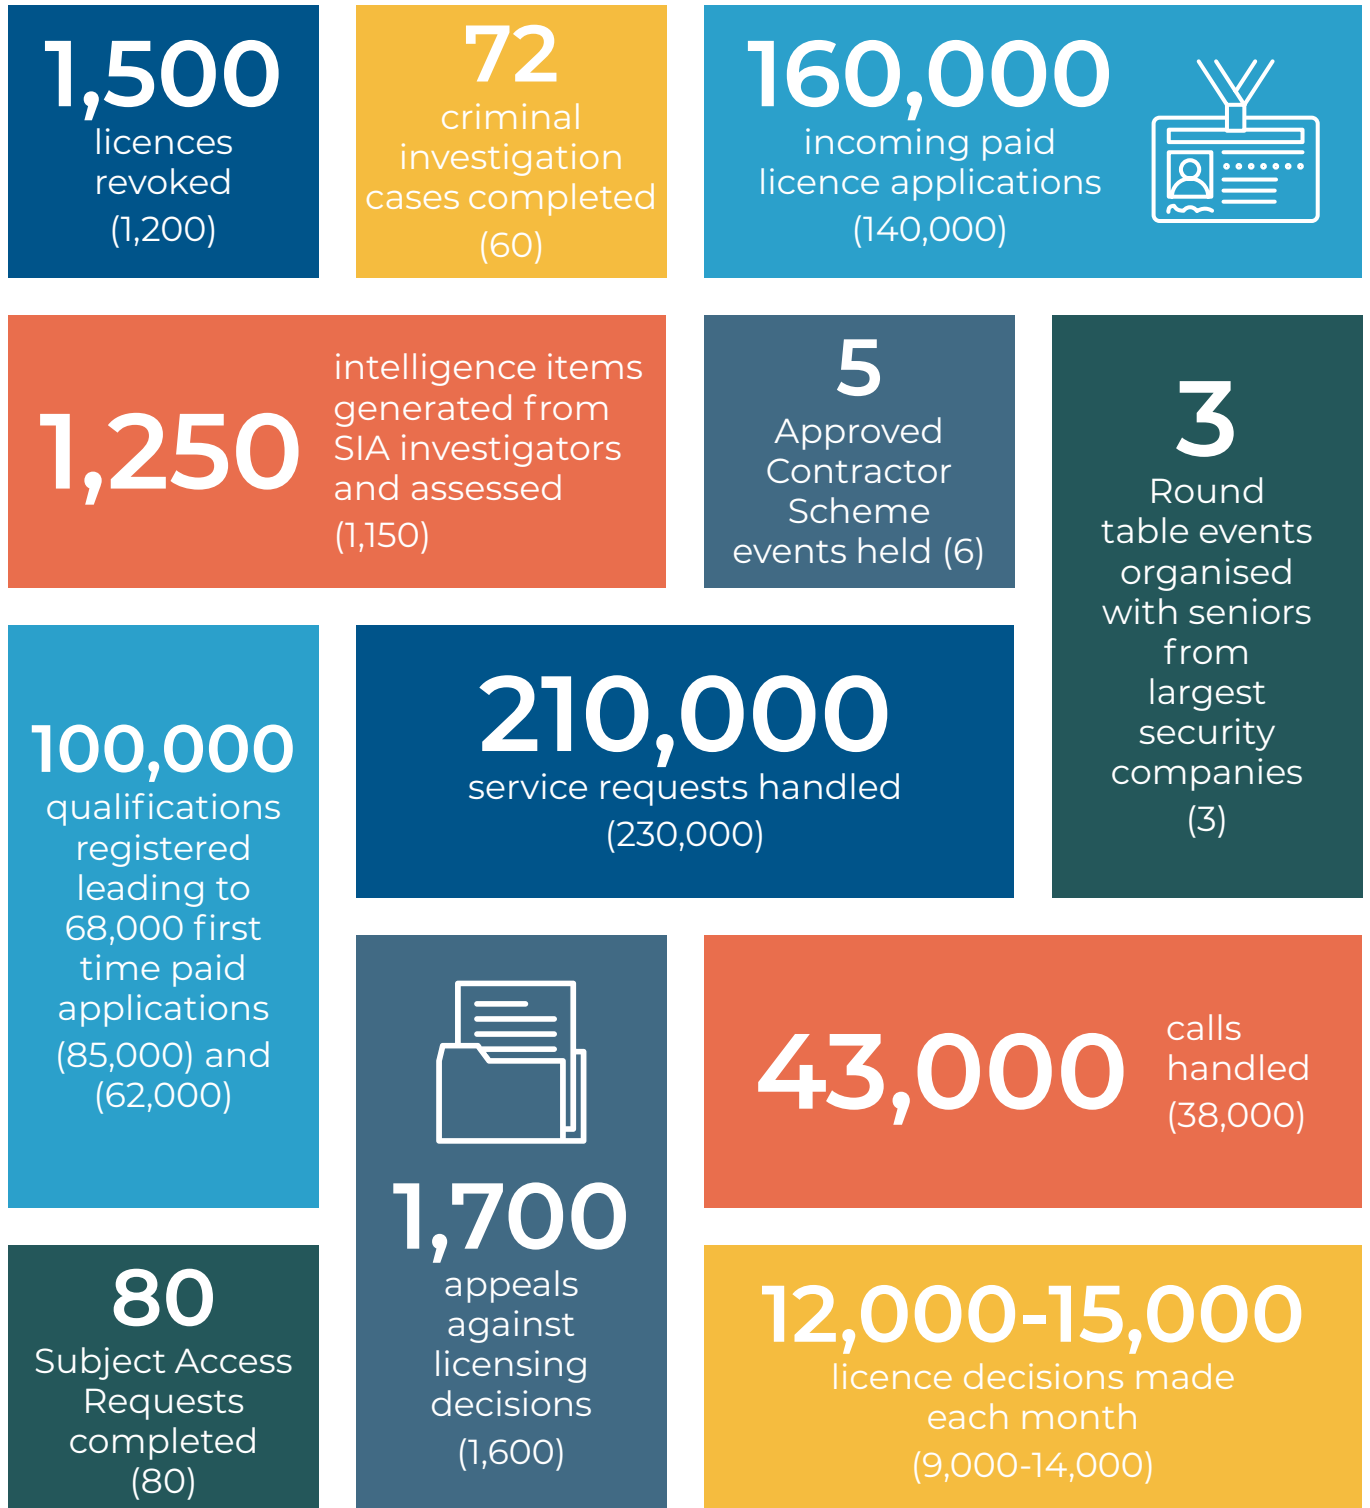 1,500
licences
revoked
(1,200)
72
criminal
investigation
cases completed
(60)
160,000
incoming paid
licence applications
(140,000)
1,250
intelligence items
generated from
SIA investigators
and assessed
(1,150)
5
Approved
Contractor
Scheme
events held (6)
3
Round
table events
organised
with seniors
from
largest
security
companies
(3)
100,000
qualifications
registered
leading to
68,000 first
time paid
applications
(85,000) and
(62,000)
210,000
service requests handled
(230,000)
1,700
appeals
against
licensing
decisions
(1,600)
43,000
calls
handled
(38,000)
80
Subject Access
Requests
completed
(80)
12,000-15,000
licence decisions made
each month
(9,000-14,000)